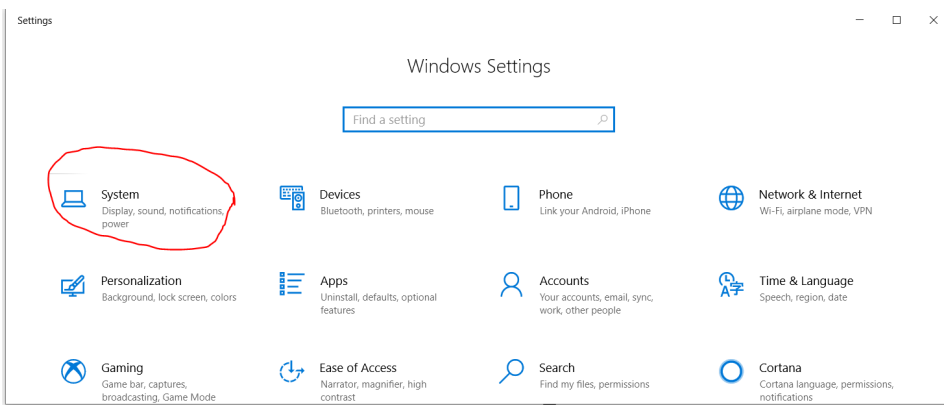 Settings
Windows Settings
Find a setting
System
Display, sound, notifications,
power
Devices
Bluetooth, printers, mouse
Phone
Link your Android, iPhone
Network & Internet
Wi-Fi, airplane mode, VPN
Personalization
Background, lock screen, colors
Apps
Uninstall, defaults, optional
features
Accounts
Your accounts, email, sync,
work, other people
Time & Language
Speech, region, date
Gaming
Game bar, captures,
broadcasting, Game Mode
Ease of Access
Narrator, magnifier, high
contrast
Search
Find my files, permissions
Cortana
Cortana language, permissions,
notifications